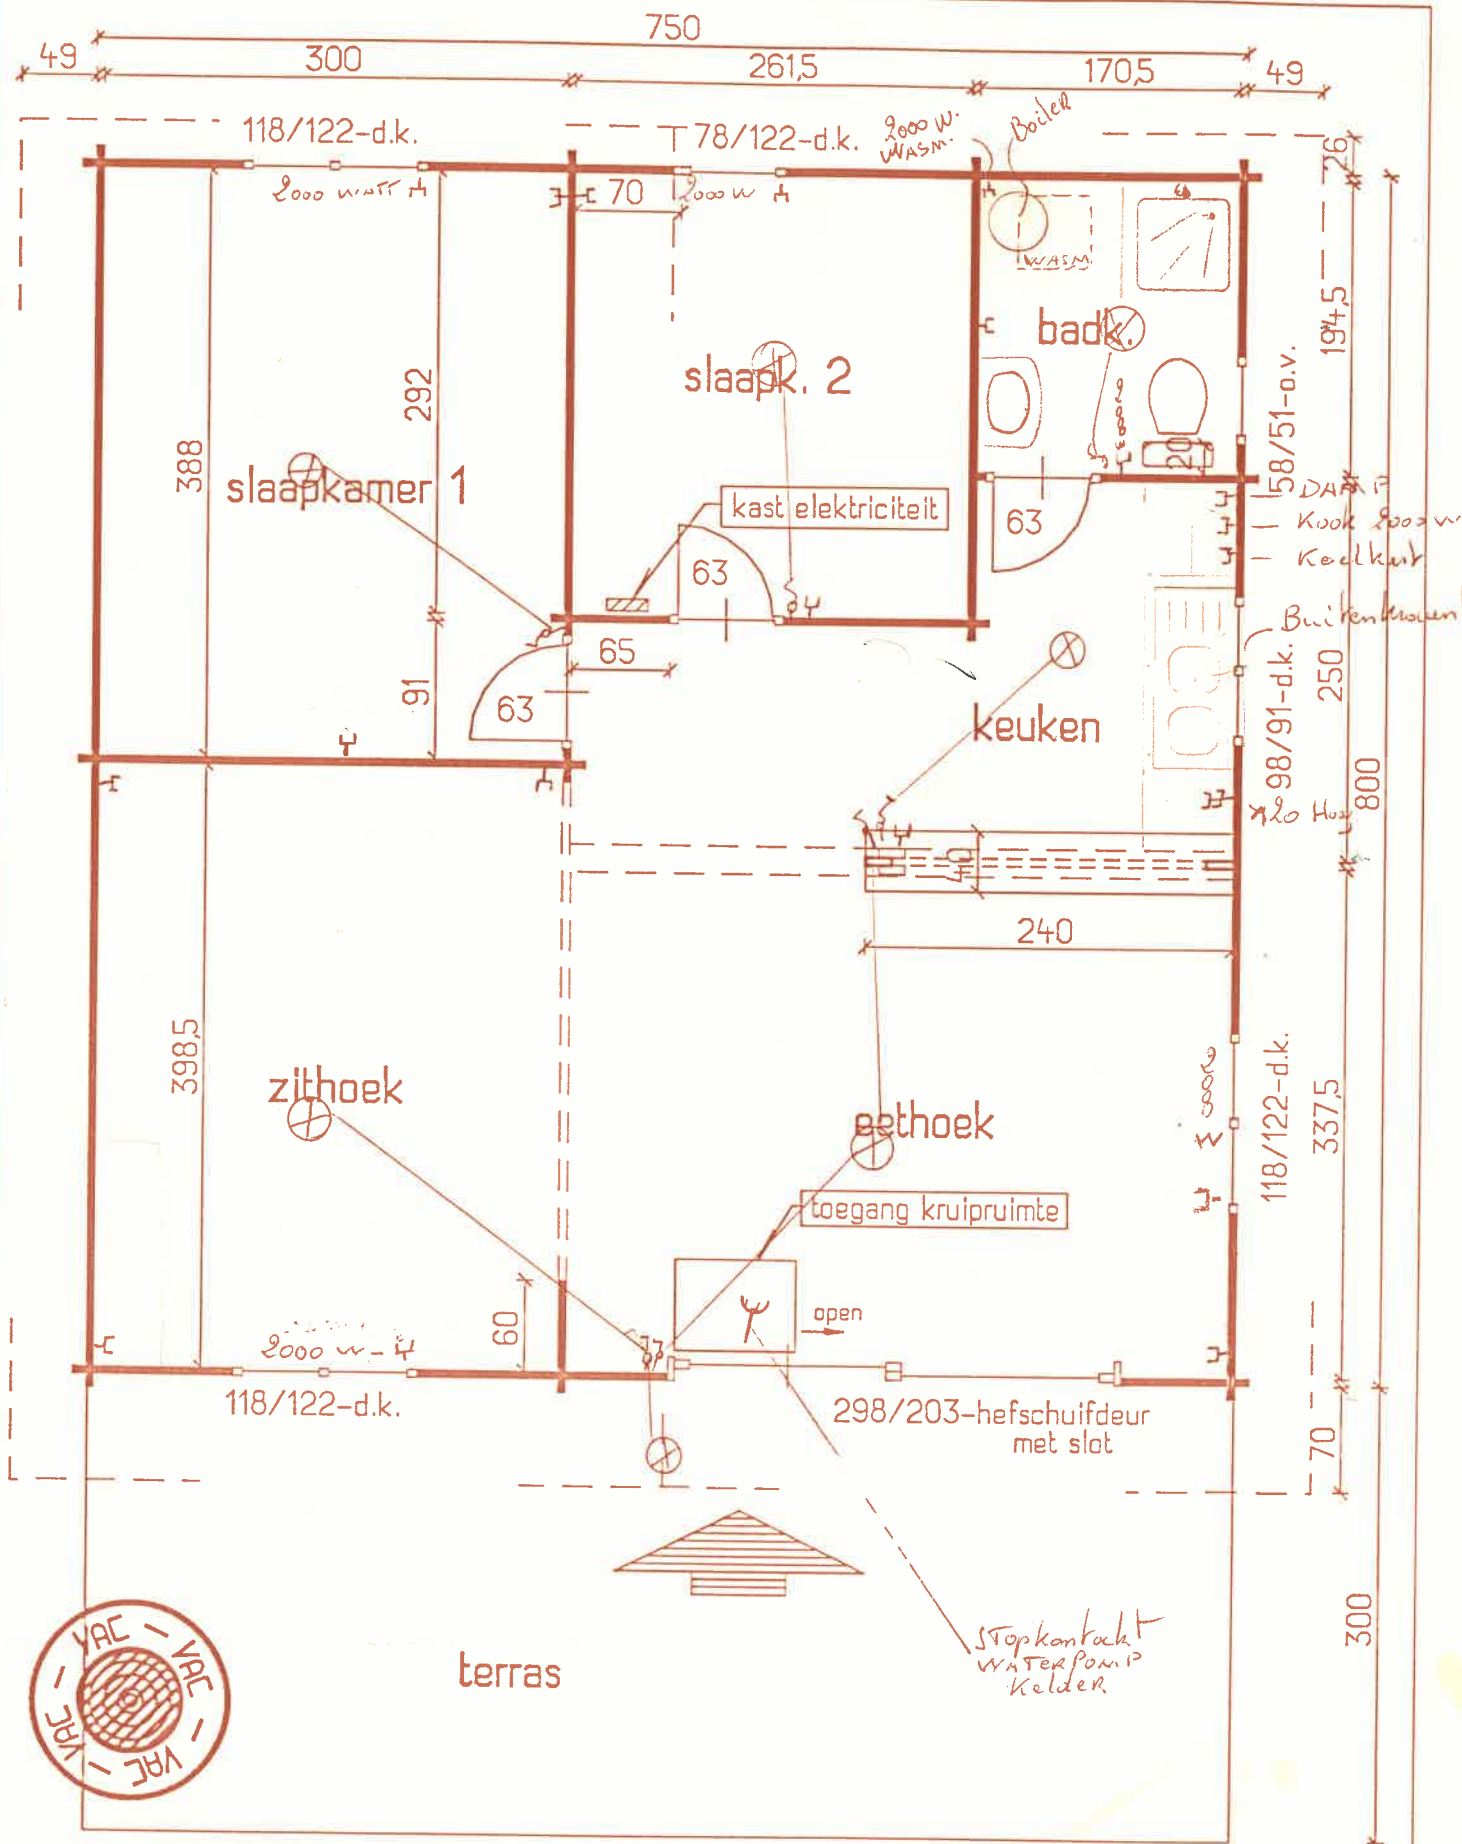 750
49
300
261,5
170,5
49
118/122-d.k.
78/122-d.k.
2000 W.
WASM.
Boiler
26
2000 WATT
70
2000 W
WASM.
194,5
badk.
slaapk. 2
292
388
58/51-o.v.
20
slaapkamer 1
kast elektriciteit
63
63
DAMP
Kook 2000 W
Koelkast
65
91
63
keuken
250
98/91-d.k.
800
240
398,5
zithoek
eethoek
118/122-d.k.
337,5
toegang kruipruimte
open
60
2000 W
118/122-d.k.
298/203-hefschuifdeur
met slot
70
300
Stopkontackt
WATERPOMP
Kelder
terras
VAC - VAC - VAC - VAC -